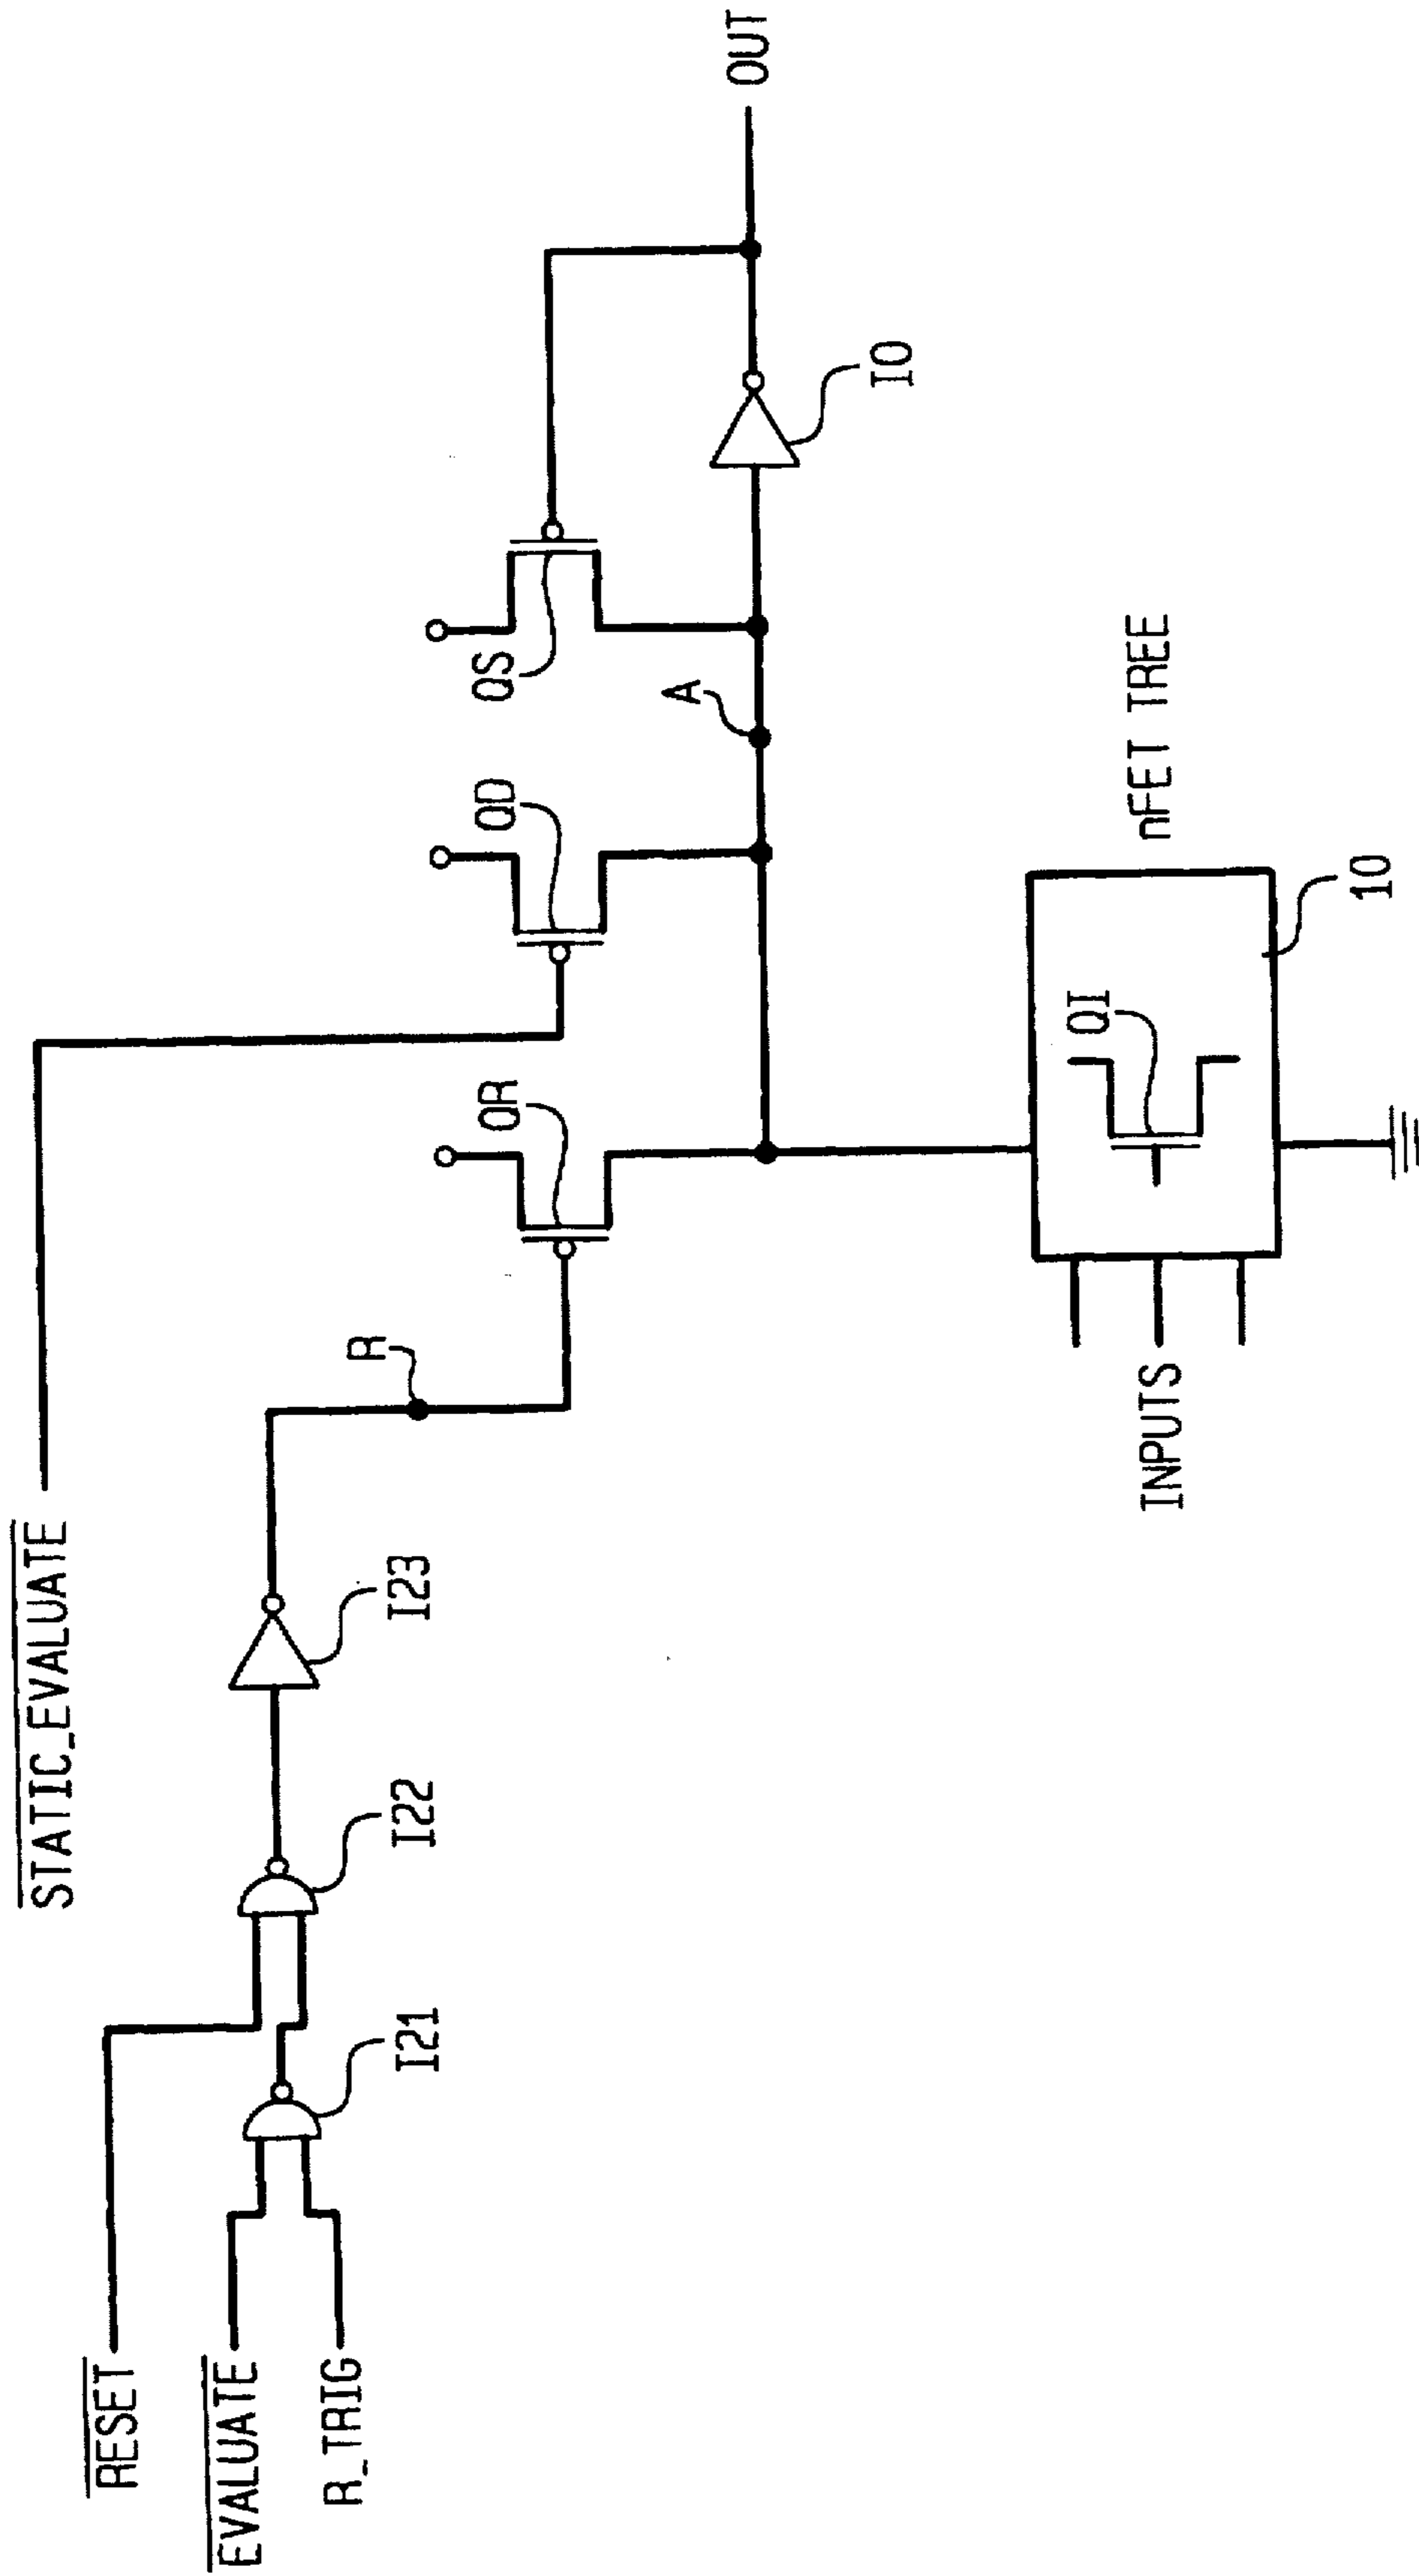 STATIC_EVALUATE
RESET
EVALUATE
R_TRIG
I21
I22
I23
R
QR
QD
QS
A
I0
OUT
INPUTS
QI
10
nFET TREE